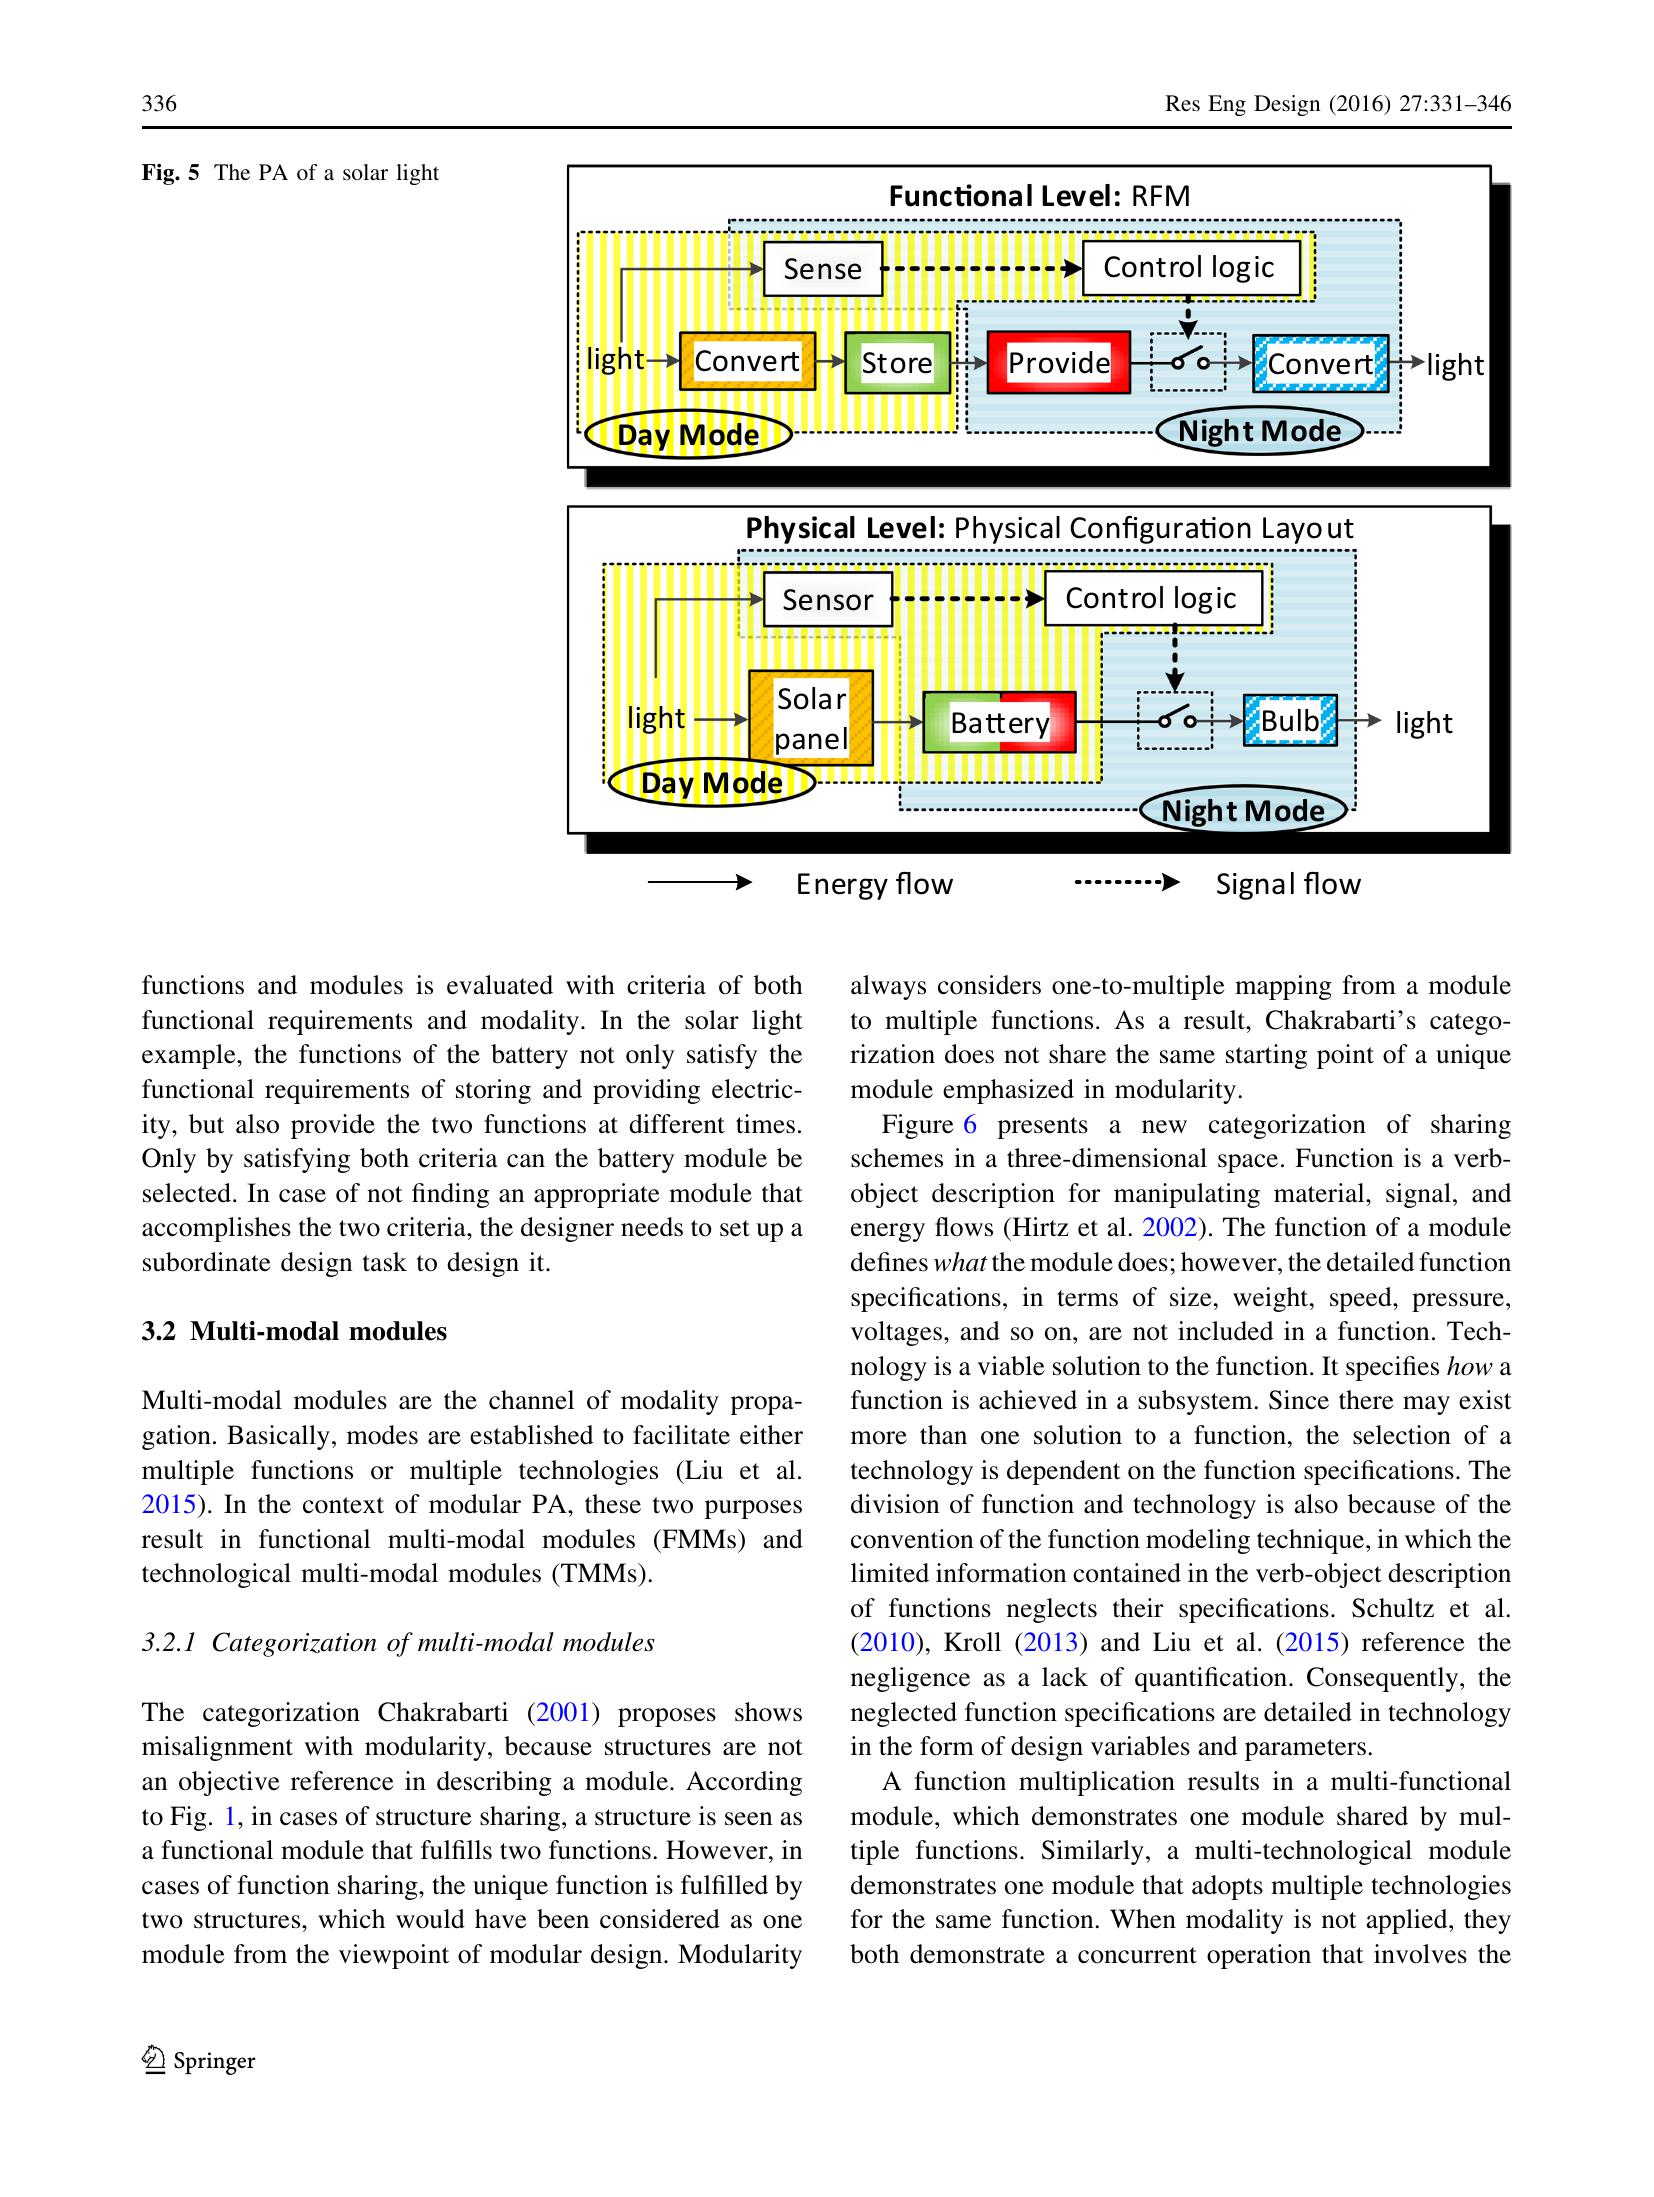 336
Res Eng Design (2016) 27:331–346
Fig. 5 The PA of a solar light
Functional Level: RFM
Sense
Control logic
light
Convert
Store
Provide
Convert
light
Day Mode
Night Mode
Physical Level: Physical Configuration Layout
Sensor
Control logic
light
Solar
panel
Battery
Bulb
light
Day Mode
Night Mode
Energy flow
Signal flow
functions and modules is evaluated with criteria of both
functional requirements and modality. In the solar light
example, the functions of the battery not only satisfy the
functional requirements of storing and providing electric-
ity, but also provide the two functions at different times.
Only by satisfying both criteria can the battery module be
selected. In case of not finding an appropriate module that
accomplishes the two criteria, the designer needs to set up a
subordinate design task to design it.
3.2 Multi-modal modules
Multi-modal modules are the channel of modality propa-
gation. Basically, modes are established to facilitate either
multiple functions or multiple technologies (Liu et al.
2015). In the context of modular PA, these two purposes
result in functional multi-modal modules (FMMs) and
technological multi-modal modules (TMMs).
3.2.1 Categorization of multi-modal modules
The categorization Chakrabarti (2001) proposes shows
misalignment with modularity, because structures are not
an objective reference in describing a module. According
to Fig. 1, in cases of structure sharing, a structure is seen as
a functional module that fulfills two functions. However, in
cases of function sharing, the unique function is fulfilled by
two structures, which would have been considered as one
module from the viewpoint of modular design. Modularity
always considers one-to-multiple mapping from a module
to multiple functions. As a result, Chakrabarti's catego-
rization does not share the same starting point of a unique
module emphasized in modularity.
Figure 6 presents a new categorization of sharing
schemes in a three-dimensional space. Function is a verb-
object description for manipulating material, signal, and
energy flows (Hirtz et al. 2002). The function of a module
defines what the module does; however, the detailed function
specifications, in terms of size, weight, speed, pressure,
voltages, and so on, are not included in a function. Tech-
nology is a viable solution to the function. It specifies how a
function is achieved in a subsystem. Since there may exist
more than one solution to a function, the selection of a
technology is dependent on the function specifications. The
division of function and technology is also because of the
convention of the function modeling technique, in which the
limited information contained in the verb-object description
of functions neglects their specifications. Schultz et al.
(2010), Kroll (2013) and Liu et al. (2015) reference the
negligence as a lack of quantification. Consequently, the
neglected function specifications are detailed in technology
in the form of design variables and parameters.
A function multiplication results in a multi-functional
module, which demonstrates one module shared by mul-
tiple functions. Similarly, a multi-technological module
demonstrates one module that adopts multiple technologies
for the same function. When modality is not applied, they
both demonstrate a concurrent operation that involves the
Springer